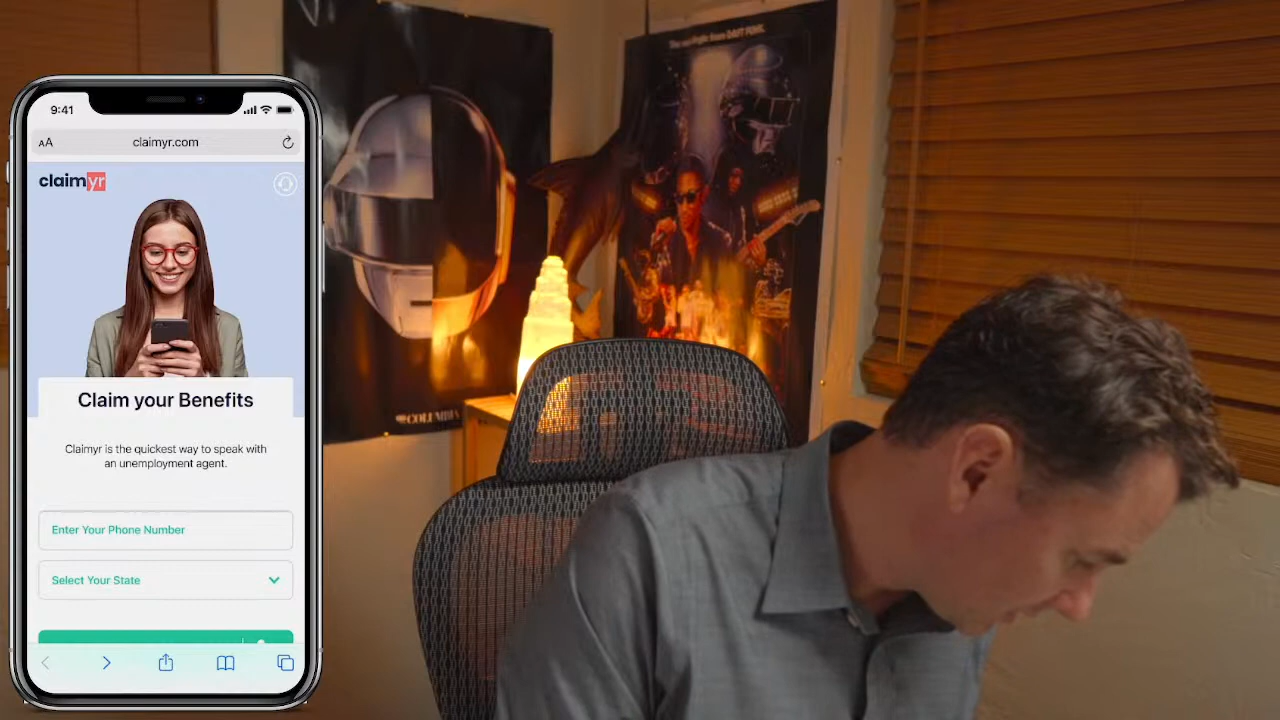 9:41
AA
claimyr.com
claimyr
Claim your Benefits
Claimyr is the quickest way to speak with
an unemployment agent.
Enter Your Phone Number
Select Your State
COLUMBIA